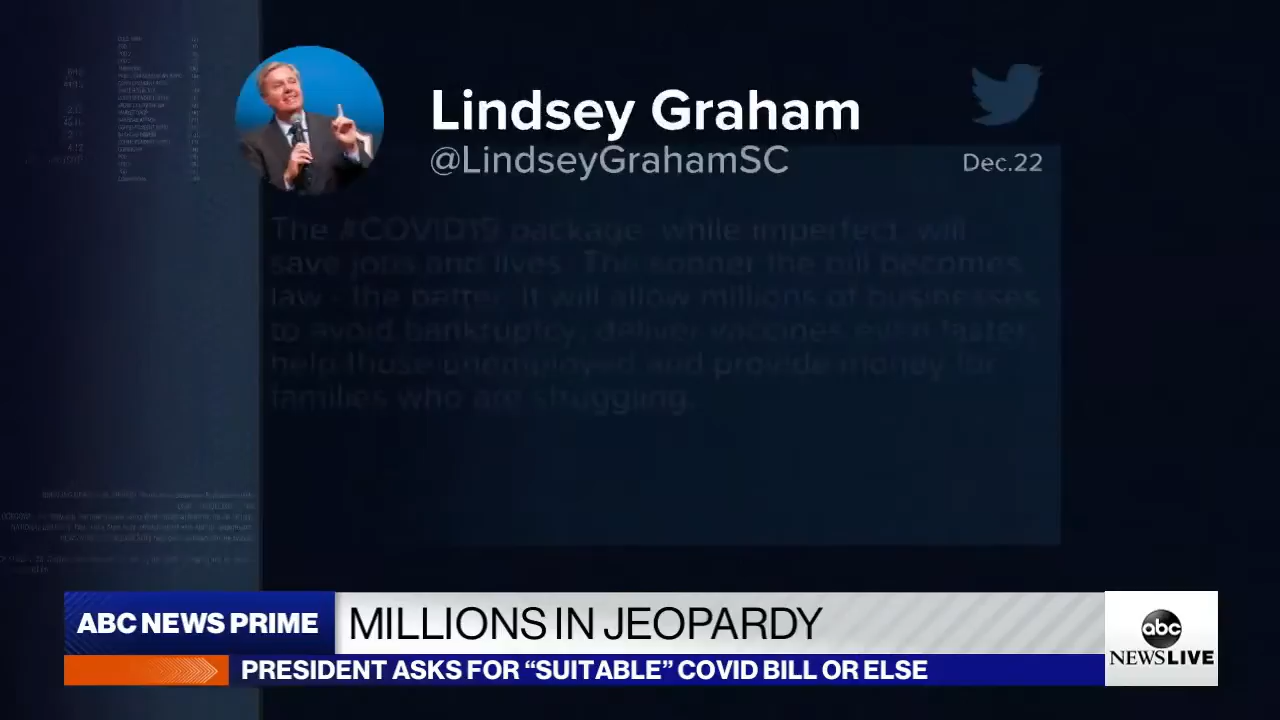 Lindsey Graham
@LindseyGrahamSC
Dec.22
The #COVID19 package, while imperfect, will
save jobs and lives. The sooner the bill becomes
law - the better. It will allow millions of businesses
to avoid bankruptcy, deliver vaccines even faster,
help those unemployed and provide money for
families who are struggling.
ABC NEWS PRIME
MILLIONS IN JEOPARDY
PRESIDENT ASKS FOR “SUITABLE” COVID BILL OR ELSE
abc
NEWSLIVE